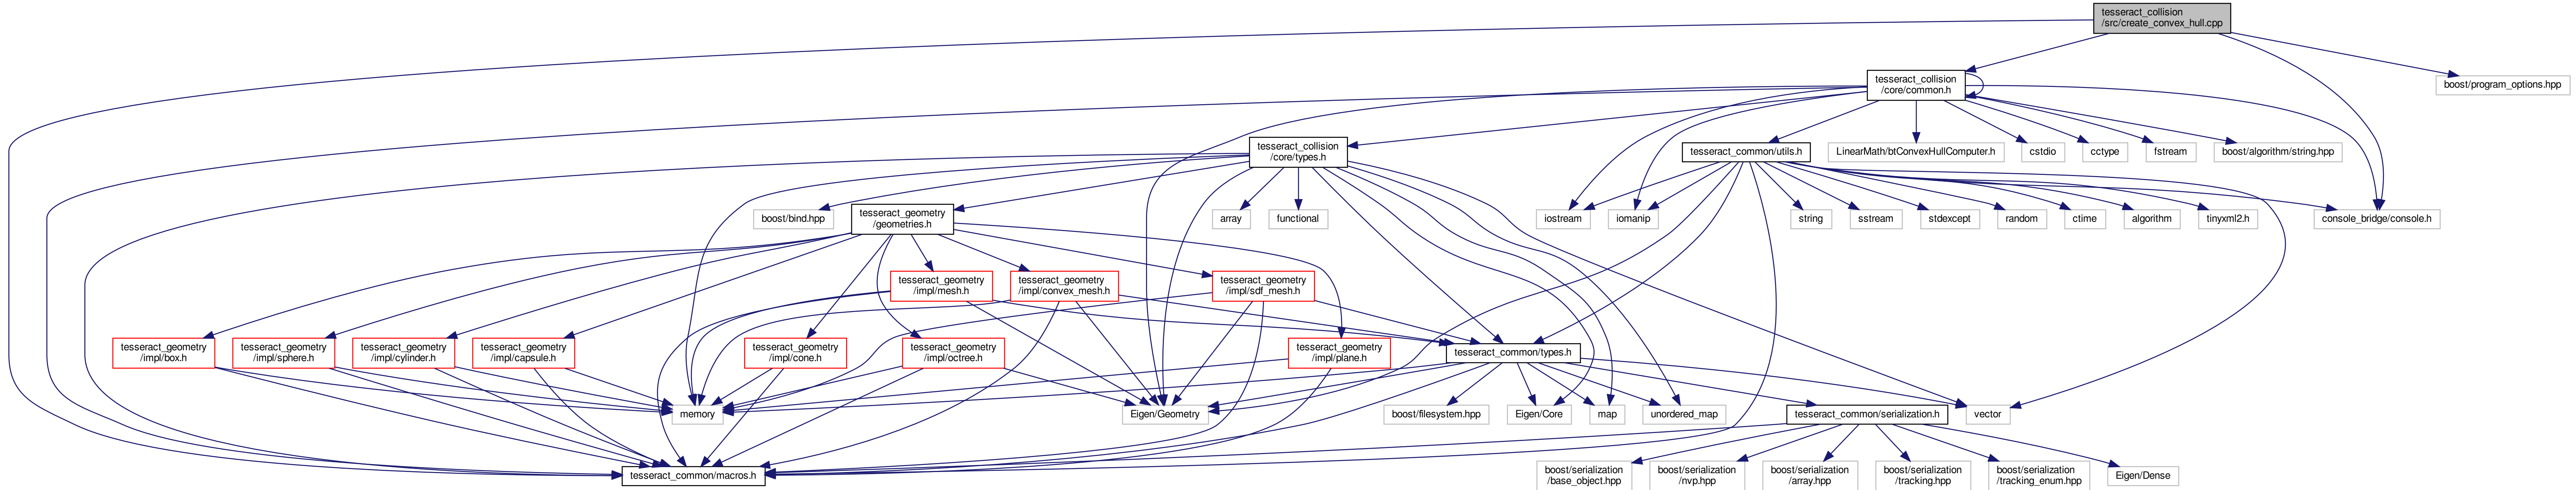 tesseract_collision
/src/create_convex_hull.cpp
tesseract_collision
/core/common.h
boost/program_options.hpp
tesseract_collision
/core/types.h
tesseract_common/utils.h
LinearMath/btConvexHullComputer.h
cstdio
cctype
fstream
boost/algorithm/string.hpp
boost/bind.hpp
tesseract_geometry
/geometries.h
array
functional
iostream
iomanip
string
sstream
stdexcept
random
ctime
algorithm
tinyxml2.h
console_bridge/console.h
tesseract_geometry
/impl/mesh.h
tesseract_geometry
/impl/convex_mesh.h
tesseract_geometry
/impl/sdf_mesh.h
tesseract_geometry
/impl/box.h
tesseract_geometry
/impl/sphere.h
tesseract_geometry
/impl/cylinder.h
tesseract_geometry
/impl/capsule.h
tesseract_geometry
/impl/cone.h
tesseract_geometry
/impl/octree.h
tesseract_geometry
/impl/plane.h
tesseract_common/types.h
memory
Eigen/Geometry
boost/filesystem.hpp
Eigen/Core
map
unordered_map
tesseract_common/serialization.h
vector
tesseract_common/macros.h
boost/serialization
/base_object.hpp
boost/serialization
/nvp.hpp
boost/serialization
/array.hpp
boost/serialization
/tracking.hpp
boost/serialization
/tracking_enum.hpp
Eigen/Dense